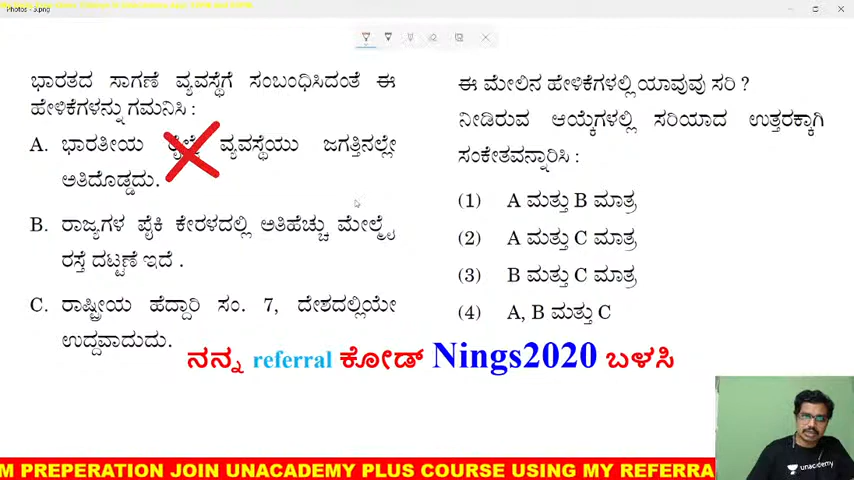 Photos - 3.png
ಭಾರತದ ಸಾಗಣೆ ವ್ಯವಸ್ಥೆಗೆ ಸಂಬಂಧಿಸಿದಂತೆ ಈ
ಹೇಳಿಕೆಗಳನ್ನು ಗಮನಿಸಿ :
A. ಭಾರತೀಯ ರೈಲ್ವೆ ವ್ಯವಸ್ಥೆಯು ಜಗತ್ತಿನಲ್ಲೇ
ಅತಿದೊಡ್ಡದು.
B. ರಾಜ್ಯಗಳ ಪೈಕಿ ಕೇರಳದಲ್ಲಿ ಅತಿಹೆಚ್ಚು ಮೇಲ್ಮೈ
ರಸ್ತೆ ದಟ್ಟಣೆ ಇದೆ .
C. ರಾಷ್ಟ್ರೀಯ ಹೆದ್ದಾರಿ ಸಂ. 7, ದೇಶದಲ್ಲಿಯೇ
ಉದ್ದವಾದುದು.
ಈ ಮೇಲಿನ ಹೇಳಿಕೆಗಳಲ್ಲಿ ಯಾವುವು ಸರಿ ?
ನೀಡಿರುವ ಆಯ್ಕೆಗಳಲ್ಲಿ ಸರಿಯಾದ ಉತ್ತರಕ್ಕಾಗಿ
ಸಂಕೇತವನ್ನಾರಿಸಿ :
(1) A ಮತ್ತು B ಮಾತ್ರ
(2) A ಮತ್ತು C ಮಾತ್ರ
(3) B ಮತ್ತು C ಮಾತ್ರ
(4) A, B ಮತ್ತು C
ನನ್ನ referral ಕೋಡ್ Nings2020 ಬಳಸಿ
unacademy
M PREPERATION JOIN UNACADEMY PLUS COURSE USING MY REFERRA